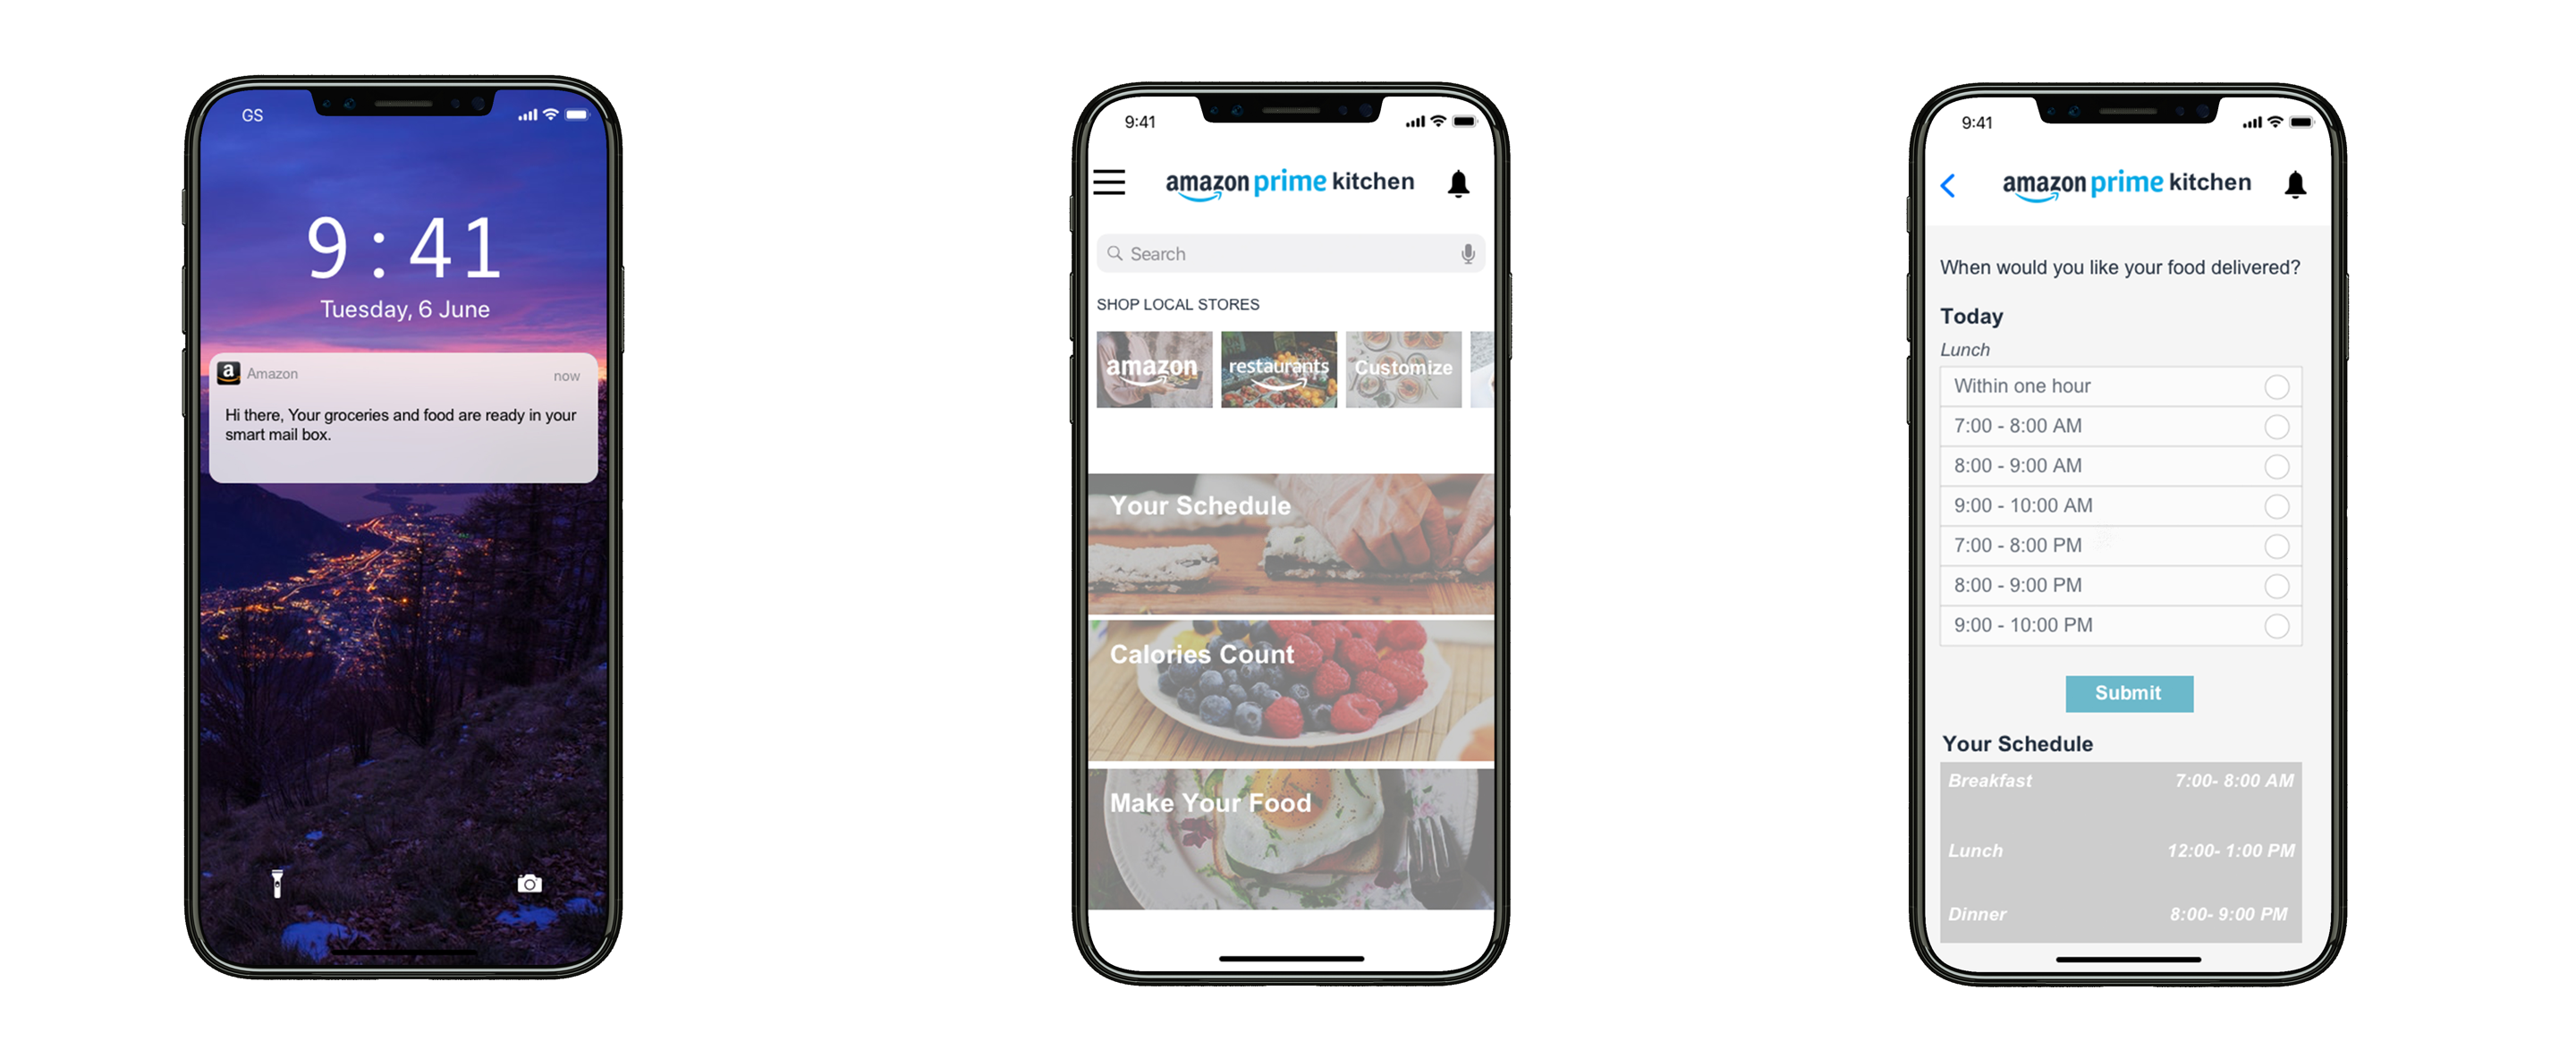 GS
9:41
Tuesday, 6 June
a Amazon now
Hi there, Your groceries and food are ready in your
smart mail box.
9:41
amazon prime kitchen
Search
SHOP LOCAL STORES
amazon restaurants Customize
Your Schedule
Calories Count
Make Your Food
9:41
amazon prime kitchen
When would you like your food delivered?
Today
Lunch
Within one hour
7:00 - 8:00 AM
8:00 - 9:00 AM
9:00 - 10:00 AM
7:00 - 8:00 PM
8:00 - 9:00 PM
9:00 - 10:00 PM
Submit
Your Schedule
Breakfast 7:00- 8:00 AM
Lunch 12:00- 1:00 PM
Dinner 8:00- 9:00 PM